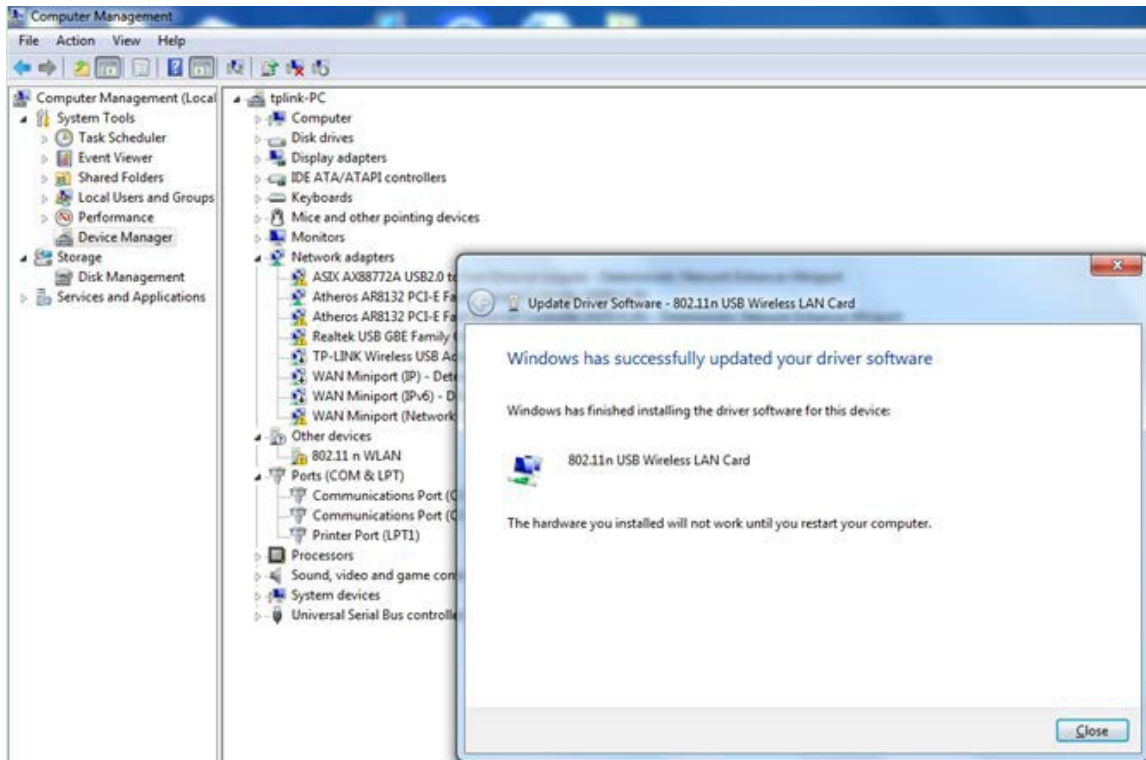 Computer Management
File Action View Help
Computer Management (Local
System Tools
Task Scheduler
Event Viewer
Shared Folders
Local Users and Groups
Performance
Device Manager
Storage
Disk Management
Services and Applications
tplink-PC
Computer
Disk drives
Display adapters
IDE ATA/ATAPI controllers
Keyboards
Mice and other pointing devices
Monitors
Network adapters
ASIX AX88772A USB2.0 to
Atheros AR8132 PCI-E Fa
Atheros AR8132 PCI-E Fa
Realtek USB GBE Family
TP-LINK Wireless USB Ad
WAN Miniport (IP) - Dete
WAN Miniport (IPv6) - D
WAN Miniport (Network
Other devices
802.11 n WLAN
Ports (COM & LPT)
Communications Port (C
Communications Port (C
Printer Port (LPT1)
Processors
Sound, video and game con
System devices
Universal Serial Bus controlle
Update Driver Software - 802.11n USB Wireless LAN Card
Windows has successfully updated your driver software
Windows has finished installing the driver software for this device:
802.11n USB Wireless LAN Card
The hardware you installed will not work until you restart your computer.
Close